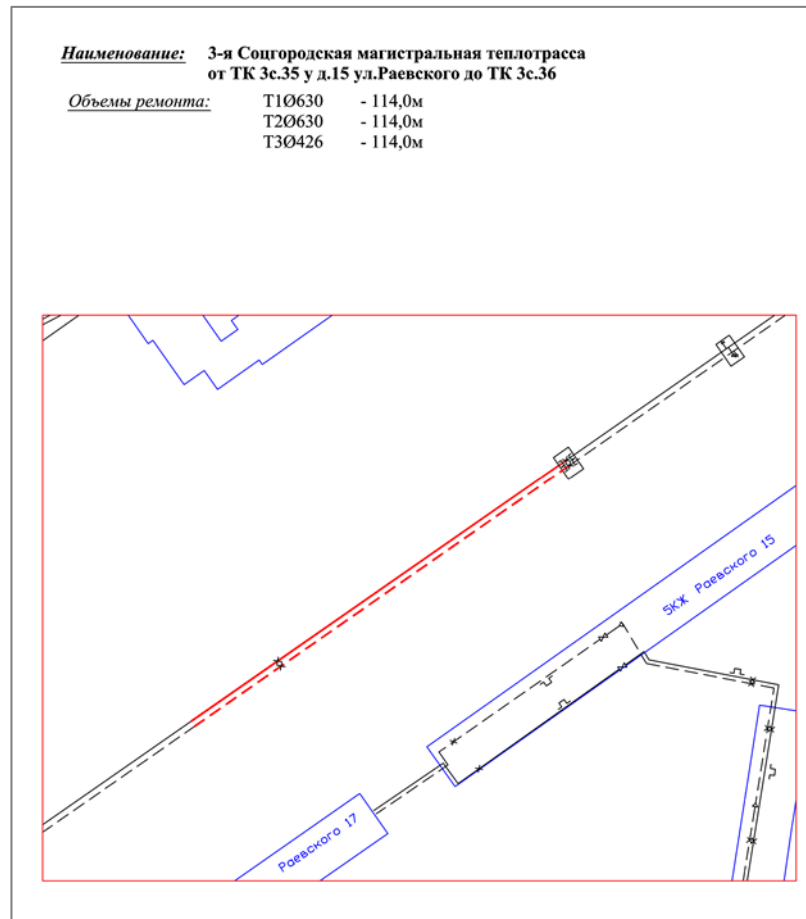 Наименование: 3-я Соцгородская магистральная теплотрасса
от ТК 3с.35 у д.15 ул.Раевского до ТК 3с.36
Объемы ремонта: Т1Ø630 - 114,0м
Т2Ø630 - 114,0м
Т3Ø426 - 114,0м
5КЖ Раевского 15
Раевского 17